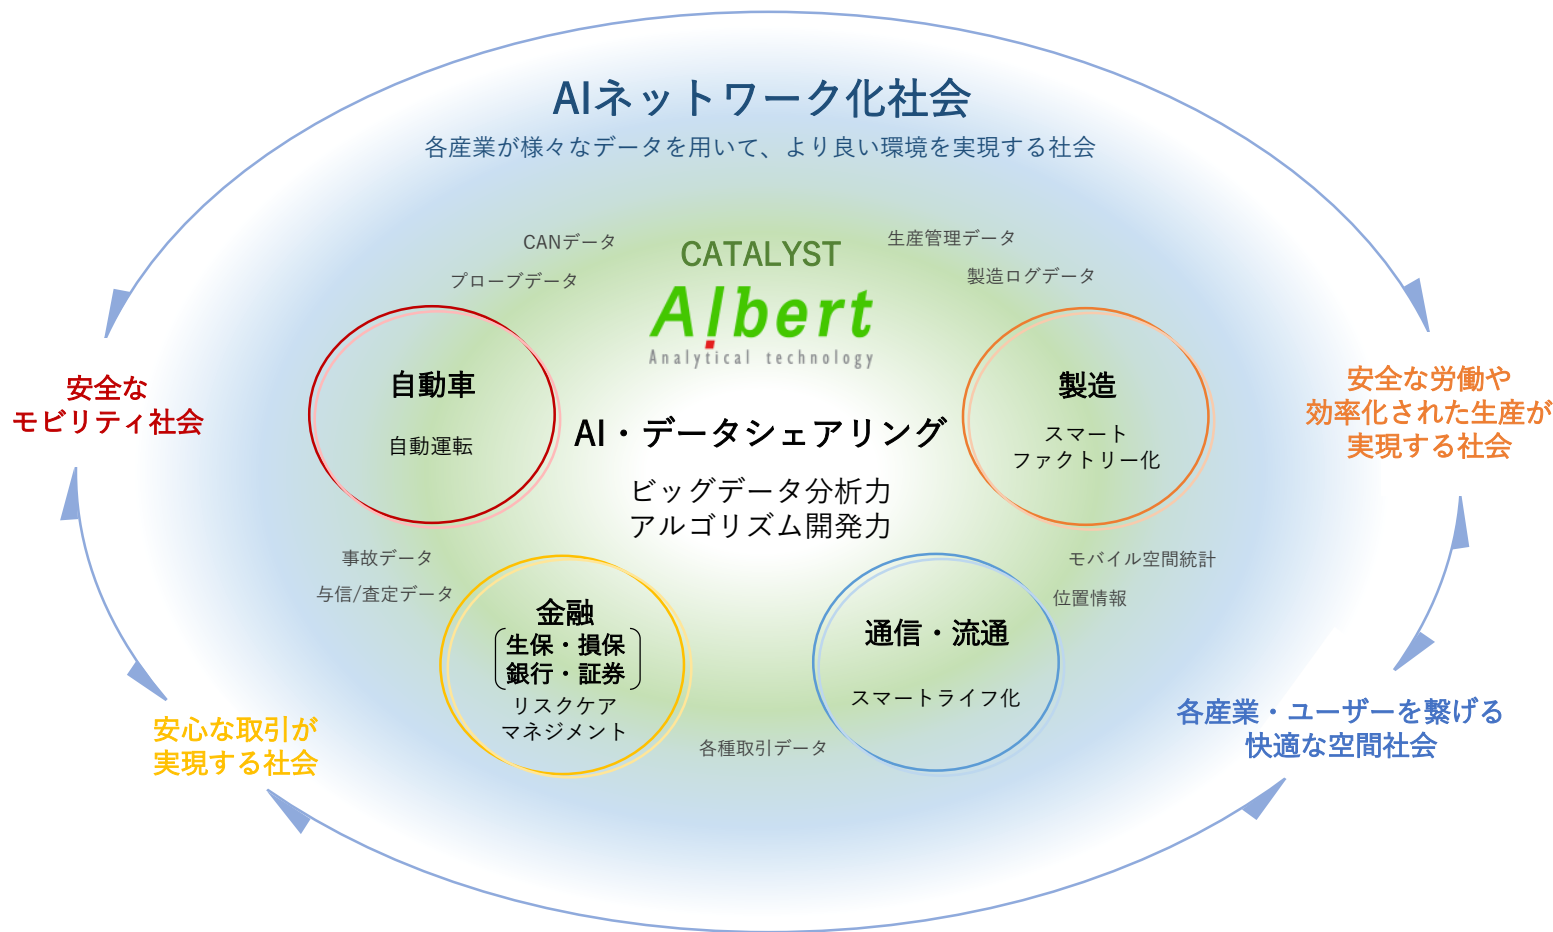 AIネットワーク化社会
各産業が様々なデータを用いて、より良い環境を実現する社会
CANデータ
プローブデータ
CATALYST
生産管理データ
製造ログデータ
Albert
Analytical technology
自動車
自動運転
AI・データシェアリング
ビッグデータ分析力
アルゴリズム開発力
製造
スマート
ファクトリー化
安全な
モビリティ社会
安全な労働や
効率化された生産が
実現する社会
事故データ
与信/査定データ
モバイル空間統計
位置情報
金融
生保・損保
銀行・証券
リスクケア
マネジメント
通信・流通
スマートライフ化
各種取引データ
安心な取引が
実現する社会
各産業・ユーザーを繋げる
快適な空間社会